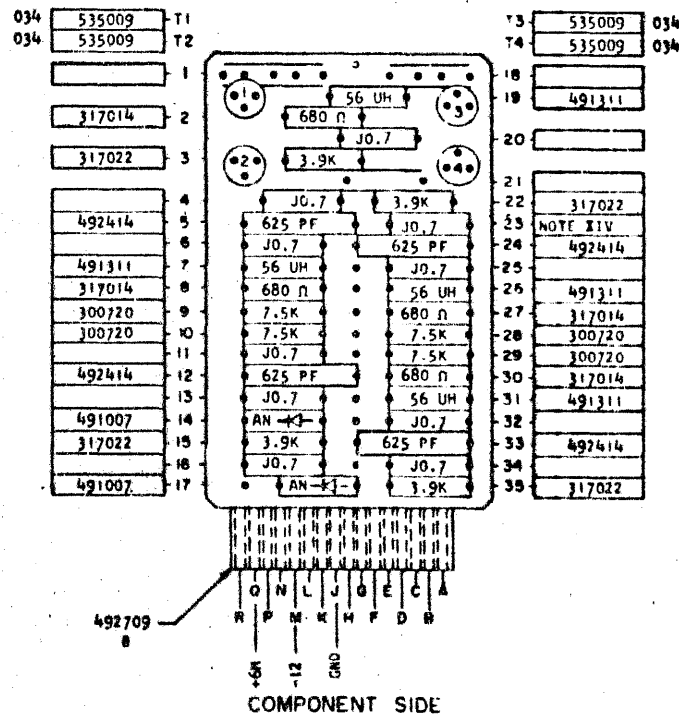 034 535009 T1
034 535009 T2
T3 535009 034
T4 535009 034
1
317014 2
317022 3
4
492414 5
6
491311 7
317014 8
300720 9
300720 10
11
492414 12
13
491007 14
317022 15
16
491007 17
1
2
3
4
56 UH
680 Ω
J0.7
3.9K
J0.7 3.9K
625 PF J0.7
J0.7 625 PF
56 UH J0.7
680 Ω 56 UH
7.5K 680 Ω
7.5K 7.5K
J0.7 7.5K
625 PF 680 Ω
J0.7 56 UH
AN J0.7
3.9K 625 PF
J0.7 J0.7
AN 3.9K
18
19 491311
20
21
22 317022
23 NOTE XIV
24 492414
25
26 491311
27 317014
28 300720
29 300720
30 317014
31 491311
32
33 492414
34
35 317022
Q N L J G E C A
R P M K H F D B
492709
B
+6M -12 GND
COMPONENT SIDE